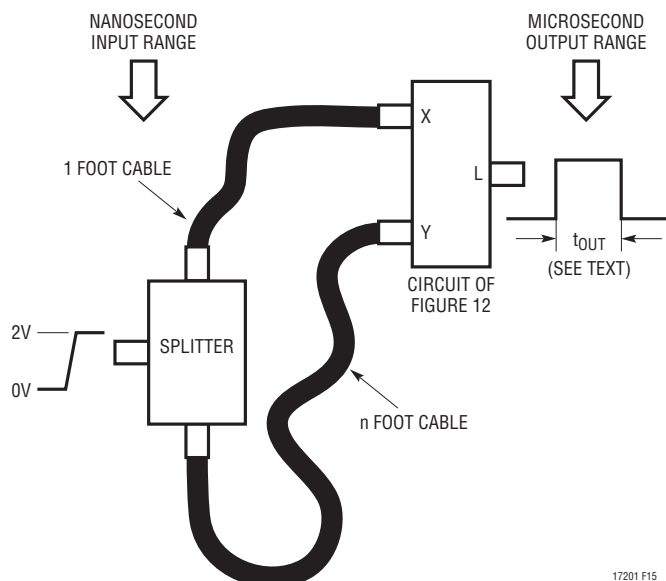 NANOSECOND
INPUT RANGE
MICROSECOND
OUTPUT RANGE
X
1 FOOT CABLE
L
Y
tOUT
(SEE TEXT)
CIRCUIT OF
FIGURE 12
2V
SPLITTER
0V
n FOOT CABLE
17201 F15